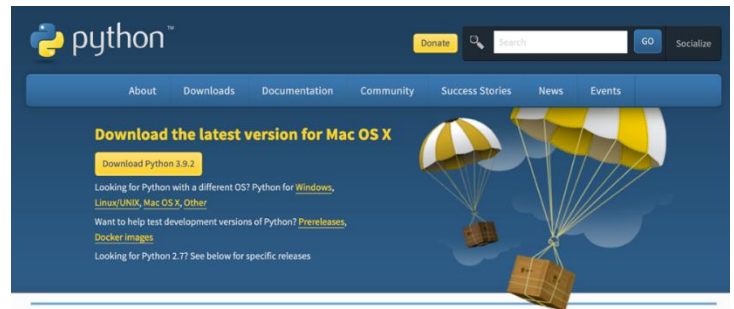 python™
Donate
Search
GO
Socialize
About Downloads Documentation Community Success Stories News Events
Download the latest version for Mac OS X
Download Python 3.9.2
Looking for Python with a different OS? Python for Windows,
Linux/UNIX, Mac OS X, Other
Want to help test development versions of Python? Prereleases,
Docker images
Looking for Python 2.7? See below for specific releases